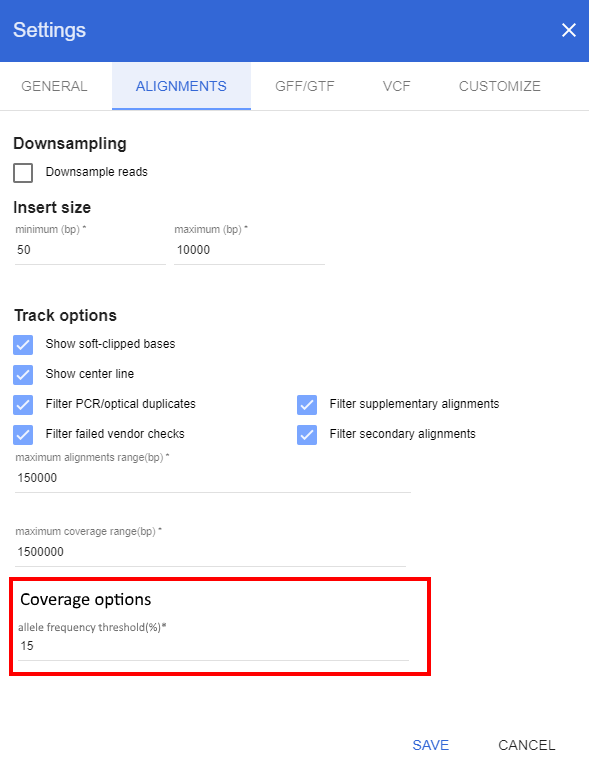 Settings
GENERAL ALIGNMENTS GFF/GTF VCF CUSTOMIZE
Downsampling
Downsample reads
Insert size
minimum (bp) * maximum (bp) *
50 10000
Track options
Show soft-clipped bases
Show center line
Filter PCR/optical duplicates Filter supplementary alignments
Filter failed vendor checks Filter secondary alignments
maximum alignments range(bp) *
150000
maximum coverage range(bp) *
1500000
Coverage options
allele frequency threshold(%)*
15
SAVE CANCEL